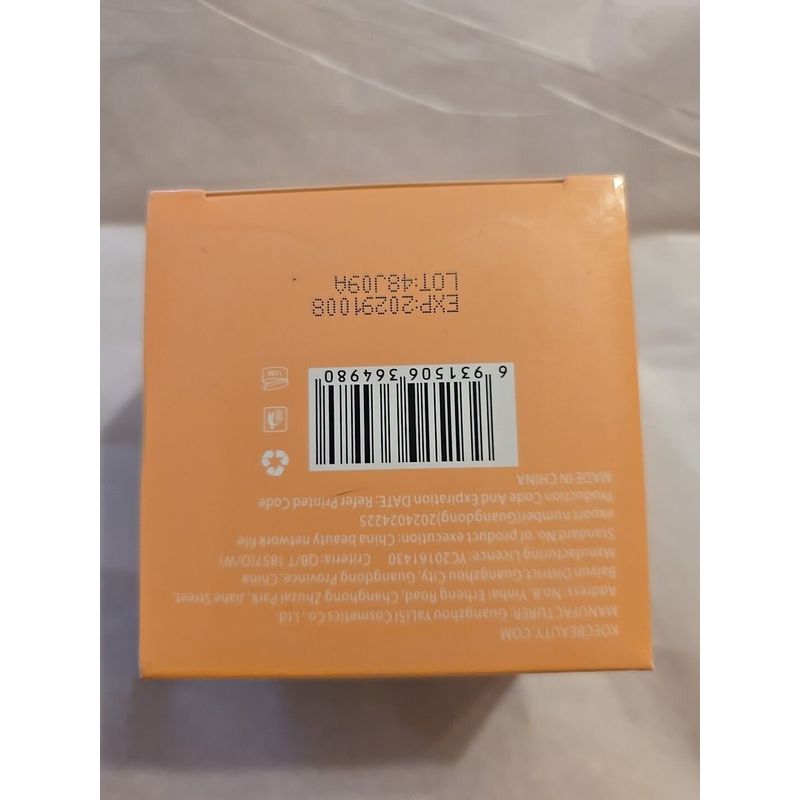 KOECBEAUTY.COM
MANUFACTURER: Guangzhou YaLiSi Cosmetics Co., Ltd.
Address: No.8, Yinhai Erheng Road, Changhong Zhuzai Park, Jiahe Street,
Baiyun District, Guangzhou City, Guangdong Province, China
Manufacturing Licence: YC20161430 Criteria: QB/T 1857(O/W)
Standard No. of product execution: China beauty network file
export number(Guangdong)2024024225
Production Code And Expiration DATE: Refer Printed Code
MADE IN CHINA
6 931506 364980
12M
EXP:20291008
LOT:48J09A